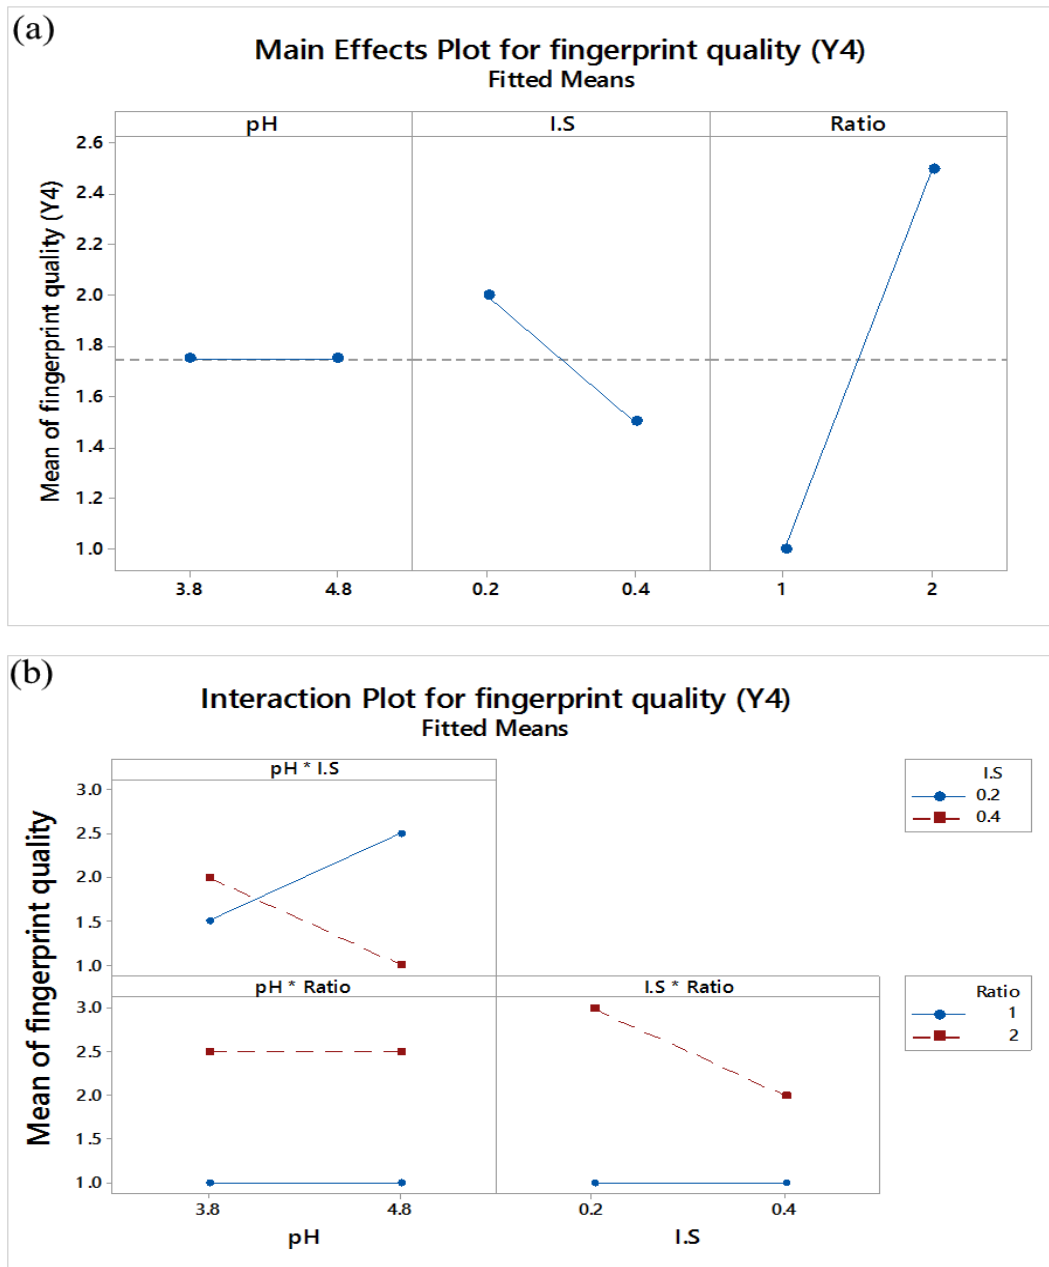 (a)
Main Effects Plot for fingerprint quality (Y4)
Fitted Means
pH I.S Ratio
Mean of fingerprint quality (Y4)
2.6
2.4
2.2
2.0
1.8
1.6
1.4
1.2
1.0
3.8 4.8 0.2 0.4 1 2
(b)
Interaction Plot for fingerprint quality (Y4)
Fitted Means
Mean of fingerprint quality
pH * I.S
3.0
2.5
2.0
1.5
1.0
I.S
0.2
0.4
pH * Ratio I.S * Ratio
3.0
2.5
2.0
1.5
1.0
Ratio
1
2
3.8 4.8 0.2 0.4
pH I.S